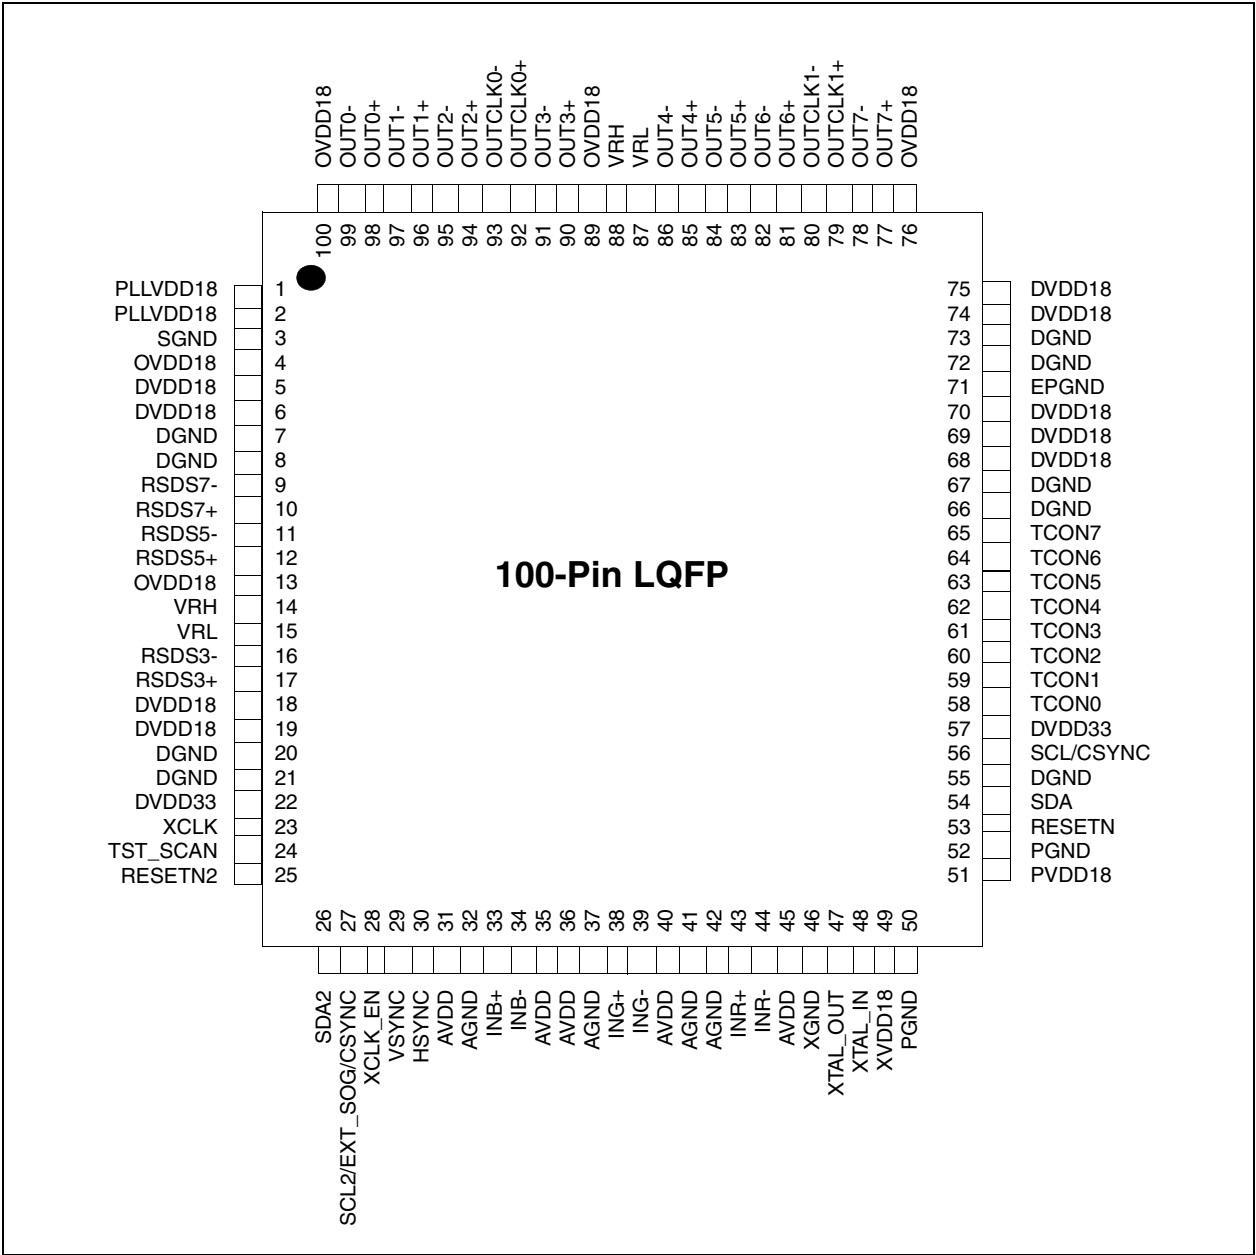 OVDD18
OUT0-
OUT0+
OUT1-
OUT1+
OUT2-
OUT2+
OUTCLK0-
OUTCLK0+
OUT3-
OUT3+
OVDD18
VRH
VRL
OUT4-
OUT4+
OUT5-
OUT5+
OUT6-
OUT6+
OUTCLK1-
OUTCLK1+
OUT7-
OUT7+
OVDD18
100
99
98
97
96
95
94
93
92
91
90
89
88
87
86
85
84
83
82
81
80
79
78
77
76
PLLVDD18 1
PLLVDD18 2
SGND 3
OVDD18 4
DVDD18 5
DVDD18 6
DGND 7
DGND 8
RSDS7- 9
RSDS7+ 10
RSDS5- 11
RSDS5+ 12
OVDD18 13
VRH 14
VRL 15
RSDS3- 16
RSDS3+ 17
DVDD18 18
DVDD18 19
DGND 20
DGND 21
DVDD33 22
XCLK 23
TST_SCAN 24
RESETN2 25
100-Pin LQFP
75 DVDD18
74 DVDD18
73 DGND
72 DGND
71 EPGND
70 DVDD18
69 DVDD18
68 DVDD18
67 DGND
66 DGND
65 TCON7
64 TCON6
63 TCON5
62 TCON4
61 TCON3
60 TCON2
59 TCON1
58 TCON0
57 DVDD33
56 SCL/CSYNC
55 DGND
54 SDA
53 RESETN
52 PGND
51 PVDD18
26
27
28
29
30
31
32
33
34
35
36
37
38
39
40
41
42
43
44
45
46
47
48
49
50
SDA2
SCL2/EXT_SOG/CSYNC
XCLK_EN
VSYNC
HSYNC
AVDD
AGND
INB+
INB-
AVDD
AVDD
AGND
ING+
ING-
AVDD
AGND
AGND
INR+
INR-
AVDD
XGND
XTAL_OUT
XTAL_IN
XVDD18
PGND